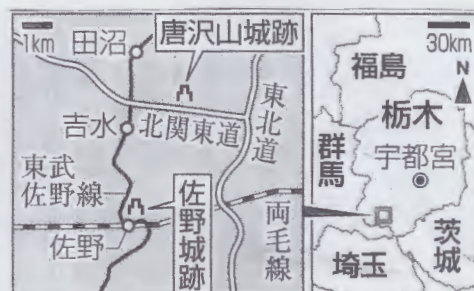 1km
田沼
唐沢山城跡
吉水
北関東道
東北道
東武
佐野線
佐野城跡
佐野
両毛線
30km
福島
栃木
群馬
宇都宮
茨城
埼玉